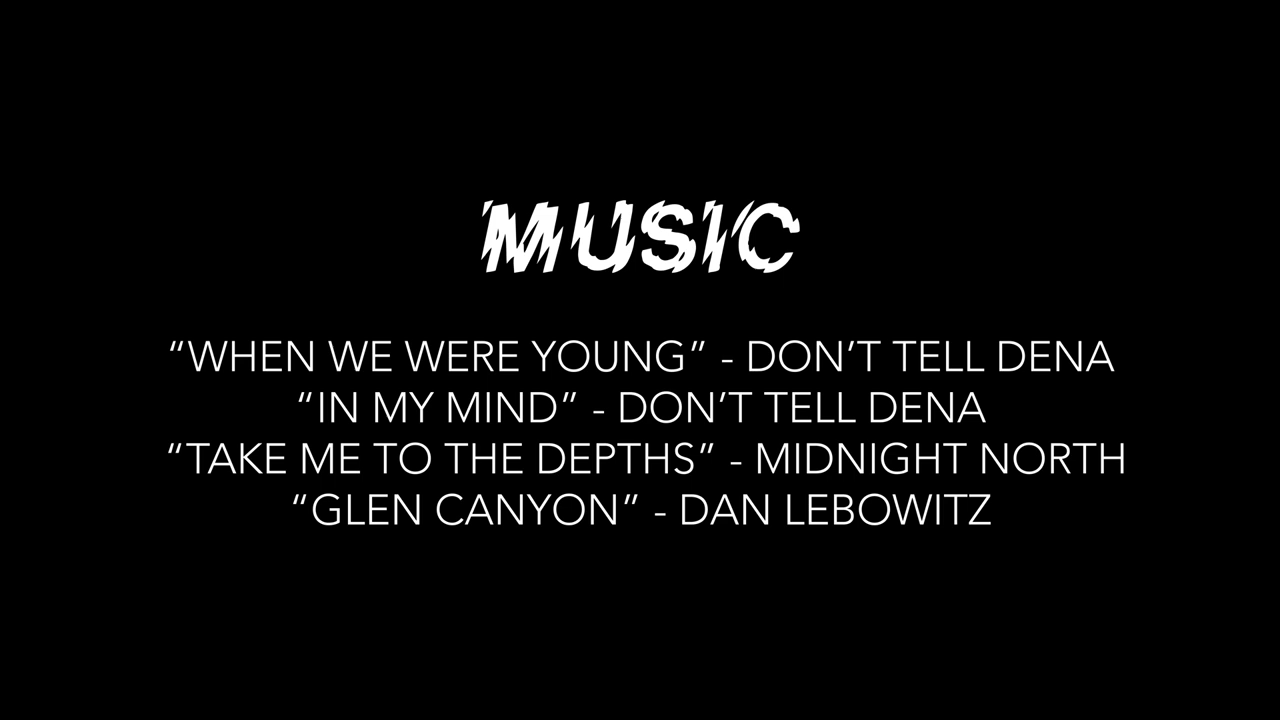 MUSIC
“WHEN WE WERE YOUNG” - DON’T TELL DENA
“IN MY MIND” - DON’T TELL DENA
“TAKE ME TO THE DEPTHS” - MIDNIGHT NORTH
“GLEN CANYON” - DAN LEBOWITZ